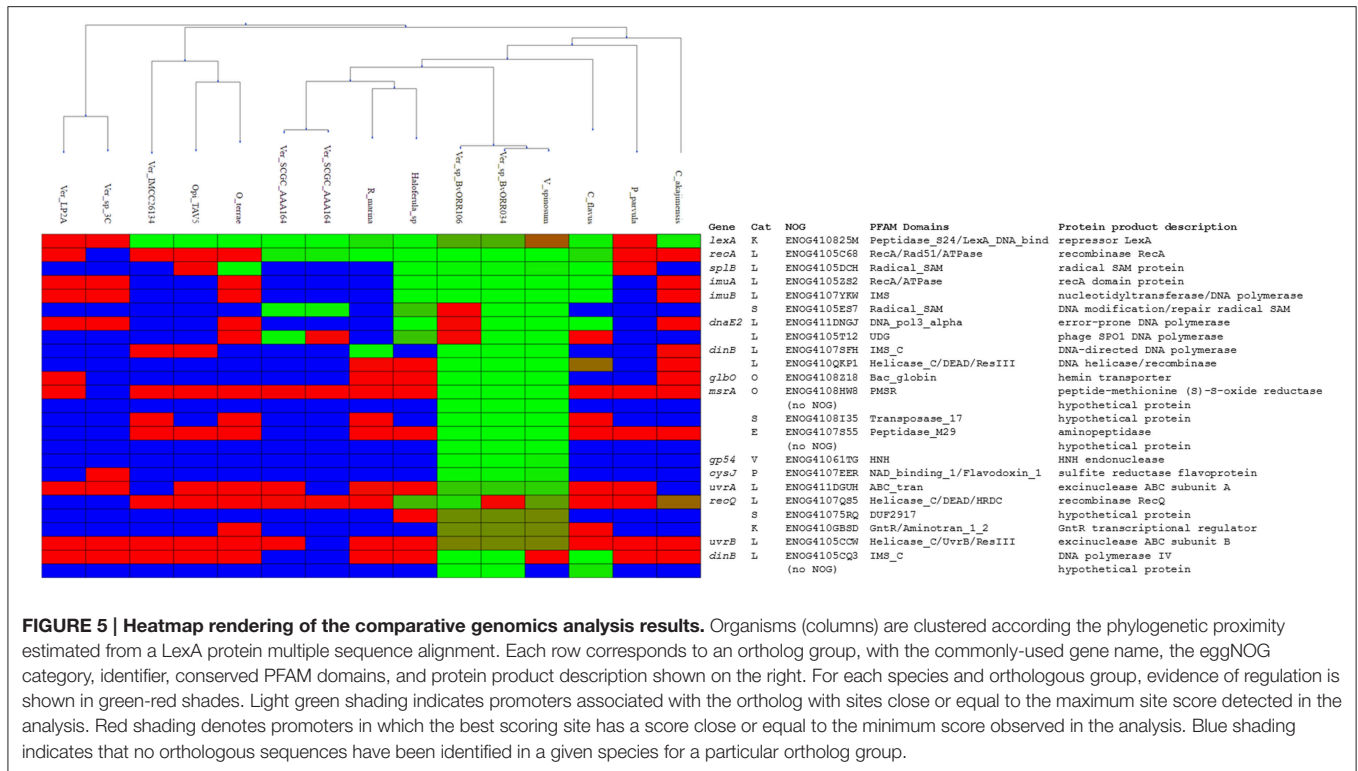 Ver_LP2A
Ver_sp_3C
Ver_IMCC26134
Opi_TAV5
O_terrae
Ver_SCGC_AAA164
Ver_SCGC_AAA164
R_marina
Haloferula_sp
Ver_sp_BvORR106
Ver_sp_BvORR034
V_spinosum
C_flavus
P_parvula
C_akajimensis
Gene Cat NOG PFAM Domains Protein product description
lexA K ENOG410825M Peptidase_S24/LexA_DNA_bind repressor LexA
recA L ENOG4105C68 RecA/Rad51/ATPase recombinase RecA
splB L ENOG4105DCH Radical_SAM radical SAM protein
imuA L ENOG4105ZS2 RecA/ATPase recA domain protein
imuB L ENOG4107YKW IMS nucleotidyltransferase/DNA polymerase
S ENOG4105ES7 Radical_SAM DNA modification/repair radical SAM
dnaE2 L ENOG411DNGJ DNA_pol3_alpha error-prone DNA polymerase
L ENOG4105T12 UDG phage SPO1 DNA polymerase
dinB L ENOG4107SFH IMS_C DNA-directed DNA polymerase
L ENOG410QKP1 Helicase_C/DEAD/ResIII DNA helicase/recombinase
glbO O ENOG4108Z18 Bac_globin hemin transporter
msrA O ENOG4108HW8 PMSR peptide-methionine (S)-S-oxide reductase
(no NOG) hypothetical protein
S ENOG4108I35 Transposase_17 hypothetical protein
E ENOG4107S55 Peptidase_M29 aminopeptidase
(no NOG) hypothetical protein
gp54 V ENOG41061TG HNH HNH endonuclease
cysJ P ENOG4107EER NAD_binding_1/Flavodoxin_1 sulfite reductase flavoprotein
uvrA L ENOG411DGUH ABC_tran excinuclease ABC subunit A
recQ L ENOG4107QS5 Helicase_C/DEAD/HRDC recombinase RecQ
S ENOG41075RQ DUF2917 hypothetical protein
K ENOG410GBSD GntR/Aminotran_1_2 GntR transcriptional regulator
uvrB L ENOG4105CCW Helicase_C/UvrB/ResIII excinuclease ABC subunit B
dinB L ENOG4105CQ3 IMS_C DNA polymerase IV
(no NOG) hypothetical protein
FIGURE 5 | Heatmap rendering of the comparative genomics analysis results. Organisms (columns) are clustered according the phylogenetic proximity
estimated from a LexA protein multiple sequence alignment. Each row corresponds to an ortholog group, with the commonly-used gene name, the eggNOG
category, identifier, conserved PFAM domains, and protein product description shown on the right. For each species and orthologous group, evidence of regulation is
shown in green-red shades. Light green shading indicates promoters associated with the ortholog with sites close or equal to the maximum site score detected in the
analysis. Red shading denotes promoters in which the best scoring site has a score close or equal to the minimum score observed in the analysis. Blue shading
indicates that no orthologous sequences have been identified in a given species for a particular ortholog group.